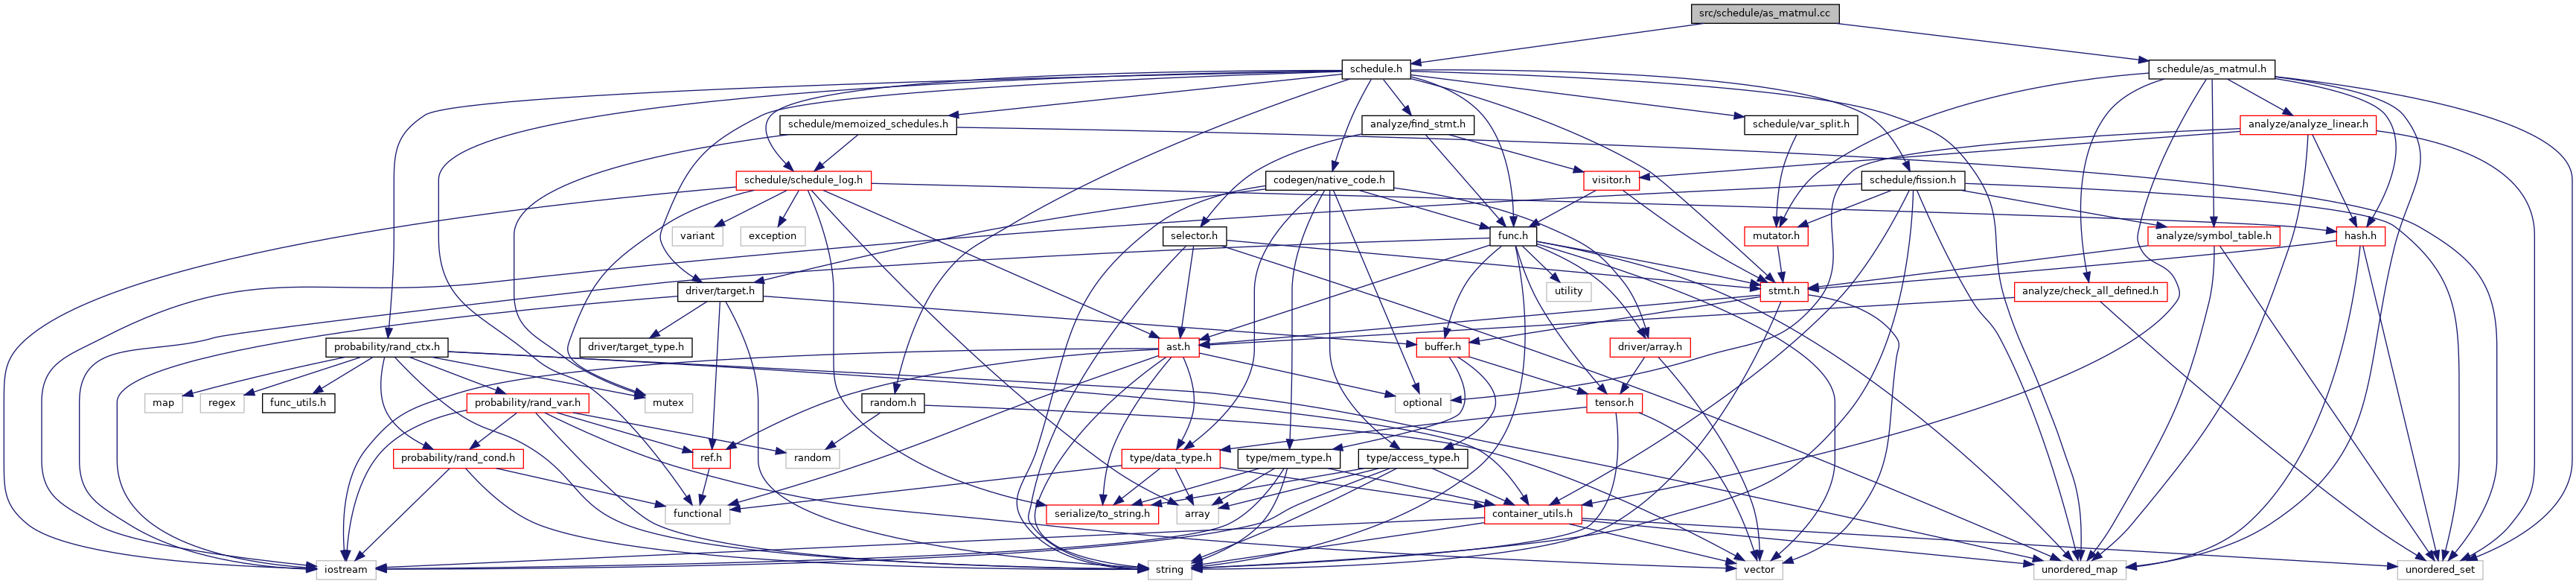 src/schedule/as_matmul.cc
schedule.h
schedule/as_matmul.h
schedule/memoized_schedules.h
analyze/find_stmt.h
schedule/var_split.h
analyze/analyze_linear.h
schedule/schedule_log.h
codegen/native_code.h
visitor.h
schedule/fission.h
variant
exception
selector.h
func.h
mutator.h
analyze/symbol_table.h
hash.h
driver/target.h
utility
stmt.h
analyze/check_all_defined.h
probability/rand_ctx.h
driver/target_type.h
ast.h
buffer.h
driver/array.h
map
regex
func_utils.h
probability/rand_var.h
mutex
random.h
optional
tensor.h
probability/rand_cond.h
ref.h
random
type/data_type.h
type/mem_type.h
type/access_type.h
functional
serialize/to_string.h
array
container_utils.h
iostream
string
vector
unordered_map
unordered_set